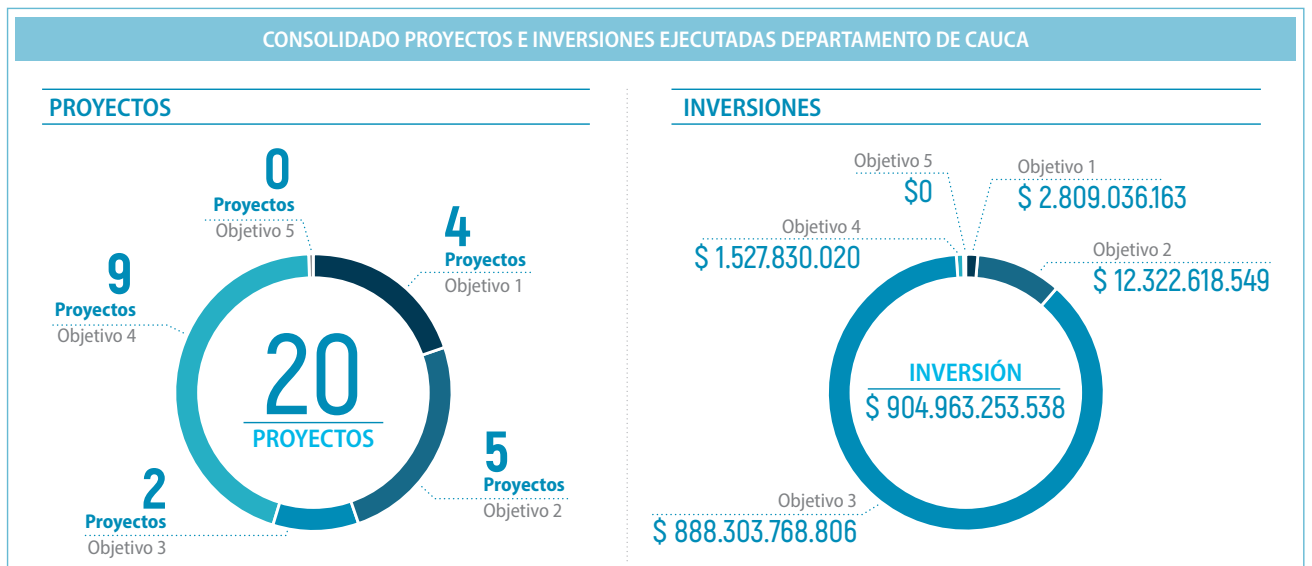 CONSOLIDADO PROYECTOS E INVERSIONES EJECUTADAS DEPARTAMENTO DE CAUCA
PROYECTOS
0
Proyectos
Objetivo 5
4
Proyectos
Objetivo 1
9
Proyectos
Objetivo 4
20
PROYECTOS
5
Proyectos
Objetivo 2
2
Proyectos
Objetivo 3
INVERSIONES
Objetivo 5
$0
Objetivo 1
$ 2.809.036.163
Objetivo 4
$ 1.527.830.020
Objetivo 2
$ 12.322.618.549
INVERSIÓN
$ 904.963.253.538
Objetivo 3
$ 888.303.768.806